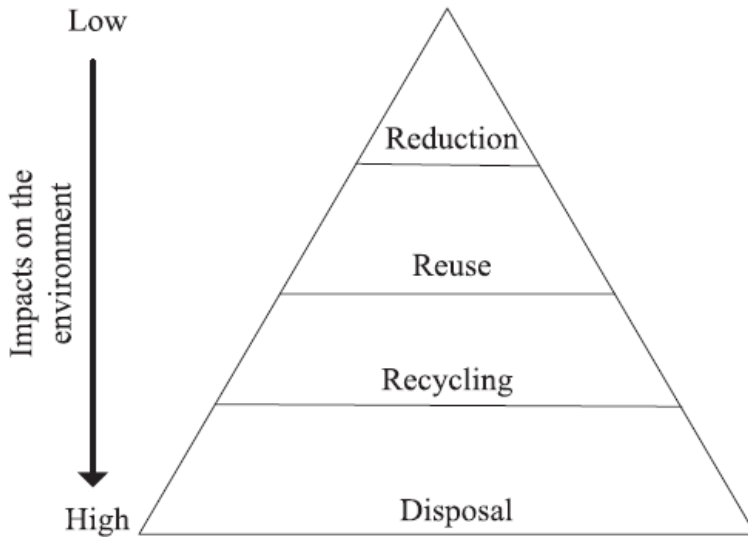 Low
Impacts on the
environment
High
Reduction
Reuse
Recycling
Disposal